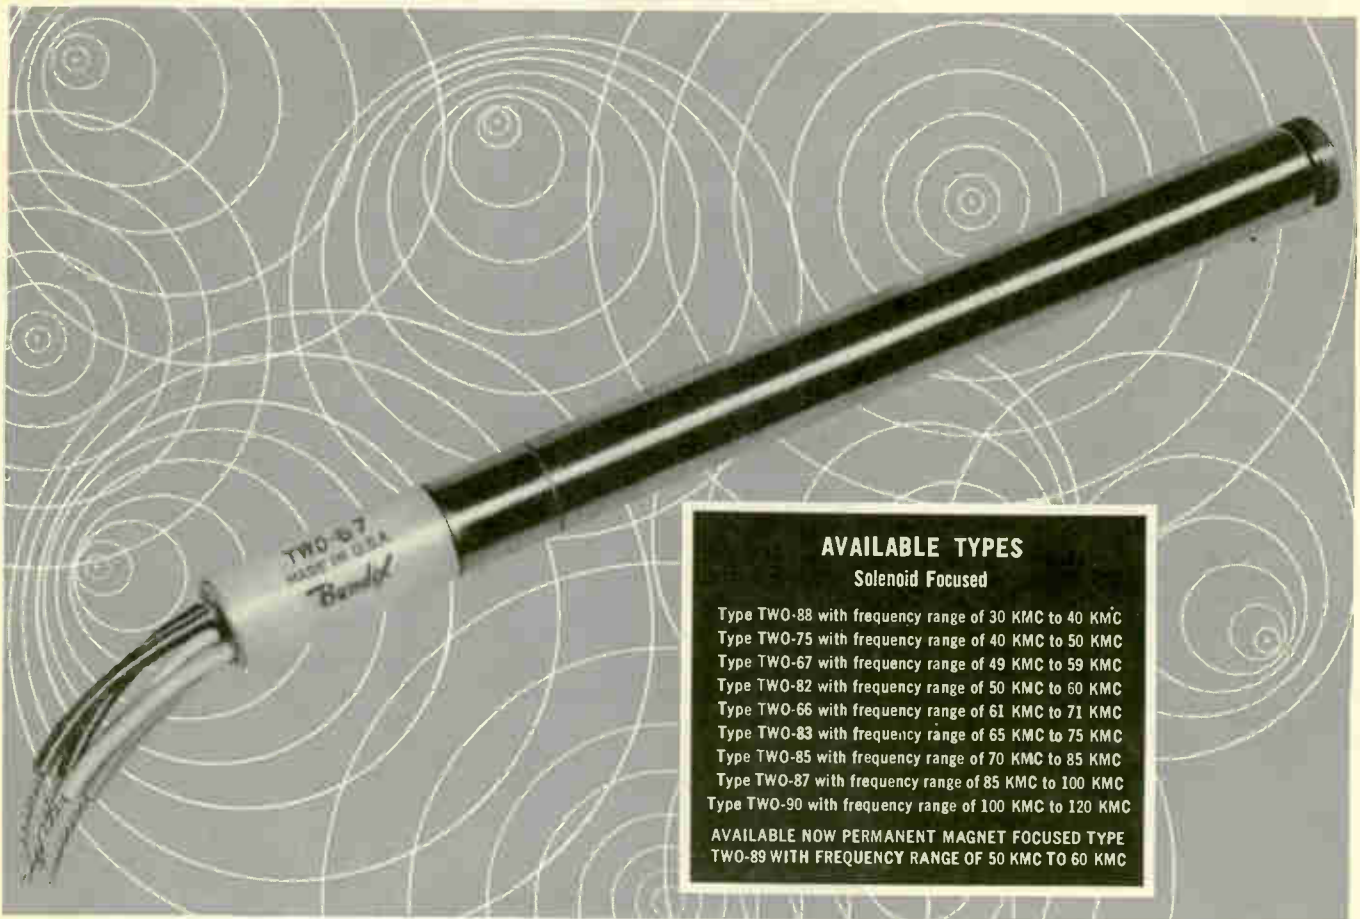 TWO-67
MADE IN U.S.A.
Bendix
AVAILABLE TYPES
Solenoid Focused
Type TWO-88 with frequency range of 30 KMC to 40 KMC
Type TWO-75 with frequency range of 40 KMC to 50 KMC
Type TWO-67 with frequency range of 49 KMC to 59 KMC
Type TWO-82 with frequency range of 50 KMC to 60 KMC
Type TWO-66 with frequency range of 61 KMC to 71 KMC
Type TWO-83 with frequency range of 65 KMC to 75 KMC
Type TWO-85 with frequency range of 70 KMC to 85 KMC
Type TWO-87 with frequency range of 85 KMC to 100 KMC
Type TWO-90 with frequency range of 100 KMC to 120 KMC
AVAILABLE NOW PERMANENT MAGNET FOCUSED TYPE
TWO-89 WITH FREQUENCY RANGE OF 50 KMC TO 60 KMC